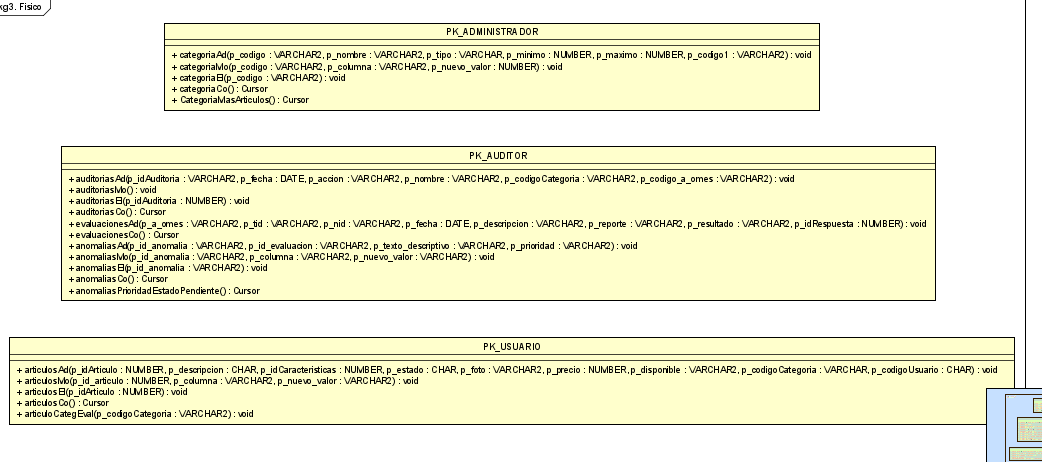 kg3. Fisico
PK_ADMINISTRADOR
+ categoriaAd(p_codigo : VARCHAR2, p_nombre : VARCHAR2, p_tipo : VARCHAR, p_minimo : NUMBER, p_maximo : NUMBER, p_codigo1 : VARCHAR2) : void
+ categoriaMo(p_codigo : VARCHAR2, p_columna : VARCHAR2, p_nuevo_valor : NUMBER) : void
+ categoriaEl(p_codigo : VARCHAR2) : void
+ categoriaCo() : Cursor
+ CategoriaMasArticulos() : Cursor
PK_AUDITOR
+ auditoriasAd(p_idAuditoria : VARCHAR2, p_fecha : DATE, p_accion : VARCHAR2, p_nombre : VARCHAR2, p_codigoCategoria : VARCHAR2, p_codigo_a_omes : VARCHAR2) : void
+ auditoriasMo() : void
+ auditoriasEl(p_idAuditoria : NUMBER) : void
+ auditoriasCo() : Cursor
+ evaluacionesAd(p_a_omes : VARCHAR2, p_tid : VARCHAR2, p_nid : VARCHAR2, p_fecha : DATE, p_descripcion : VARCHAR2, p_reporte : VARCHAR2, p_resultado : VARCHAR2, p_idRespuesta : NUMBER) : void
+ evaluacionesCo() : Cursor
+ anomaliasAd(p_id_anomalia : VARCHAR2, p_id_evaluacion : VARCHAR2, p_texto_descriptivo : VARCHAR2, p_prioridad : VARCHAR2) : void
+ anomaliasMo(p_id_anomalia : VARCHAR2, p_columna : VARCHAR2, p_nuevo_valor : VARCHAR2) : void
+ anomaliasEl(p_id_anomalia : VARCHAR2) : void
+ anomaliasCo() : Cursor
+ anomaliasPrioridadEstadoPendiente() : Cursor
PK_USUARIO
+ articulosAd(p_idArticulo : NUMBER, p_descripcion : CHAR, p_idCaracteristicas : NUMBER, p_estado : CHAR, p_foto : VARCHAR2, p_precio : NUMBER, p_disponible : VARCHAR2, p_codigoCategoria : VARCHAR, p_codigoUsuario : CHAR) : void
+ articulosMo(p_id_articulo : NUMBER, p_columna : VARCHAR2, p_nuevo_valor : VARCHAR2) : void
+ articulosEl(p_idArticulo : NUMBER) : void
+ articulosCo() : Cursor
+ articuloCategEval(p_codigoCategoria : VARCHAR2) : void